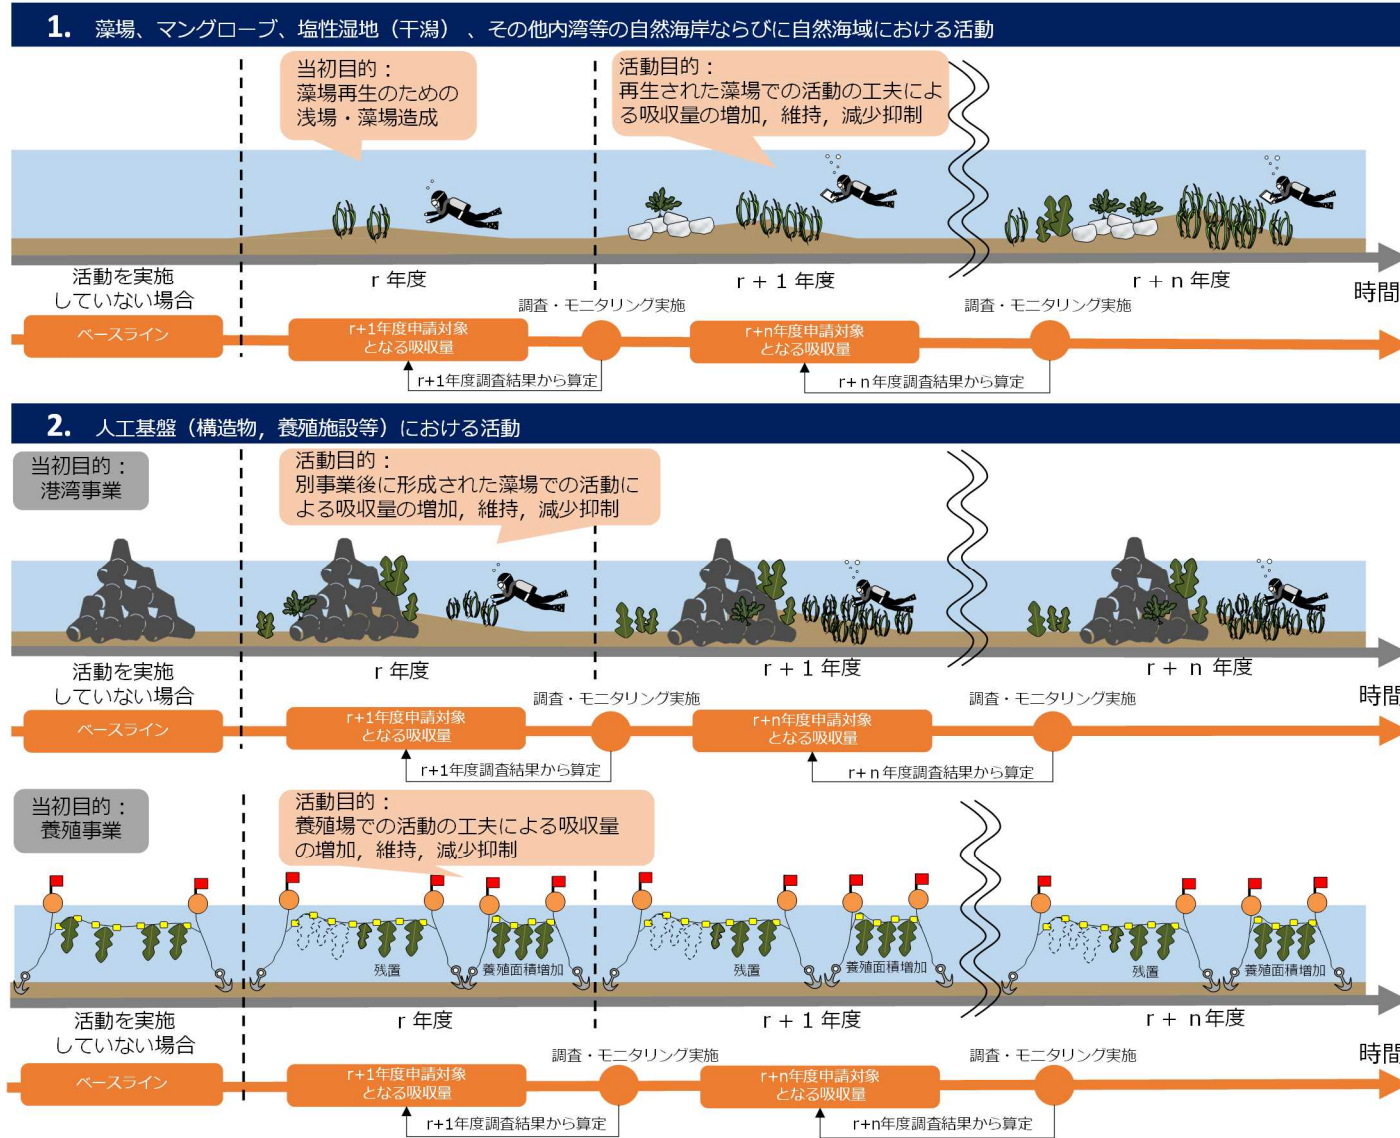 1. 藻場、マングローブ、塩性湿地（干潟）、その他内湾等の自然海岸ならびに自然海域における活動
当初目的：
藻場再生のための
浅場・藻場造成
活動目的：
再生された藻場での活動の工夫によ
る吸収量の増加，維持，減少抑制
活動を実施
していない場合
r 年度
r + 1 年度
r + n 年度
時間
調査・モニタリング実施
調査・モニタリング実施
ベースライン
r+1年度申請対象
となる吸収量
r+n年度申請対象
となる吸収量
r+1年度調査結果から算定
r+n年度調査結果から算定
2. 人工基盤（構造物，養殖施設等）における活動
当初目的：
港湾事業
活動目的：
別事業後に形成された藻場での活動に
よる吸収量の増加，維持，減少抑制
活動を実施
していない場合
r 年度
r + 1 年度
r + n 年度
時間
調査・モニタリング実施
調査・モニタリング実施
ベースライン
r+1年度申請対象
となる吸収量
r+n年度申請対象
となる吸収量
r+1年度調査結果から算定
r+n年度調査結果から算定
当初目的：
養殖事業
活動目的：
養殖場での活動の工夫による吸収量
の増加，維持，減少抑制
残置
養殖面積増加
残置
養殖面積増加
残置
養殖面積増加
活動を実施
していない場合
r 年度
r + 1 年度
r + n年度
時間
調査・モニタリング実施
調査・モニタリング実施
ベースライン
r+1年度申請対象
となる吸収量
r+n年度申請対象
となる吸収量
r+1年度調査結果から算定
r+n年度調査結果から算定